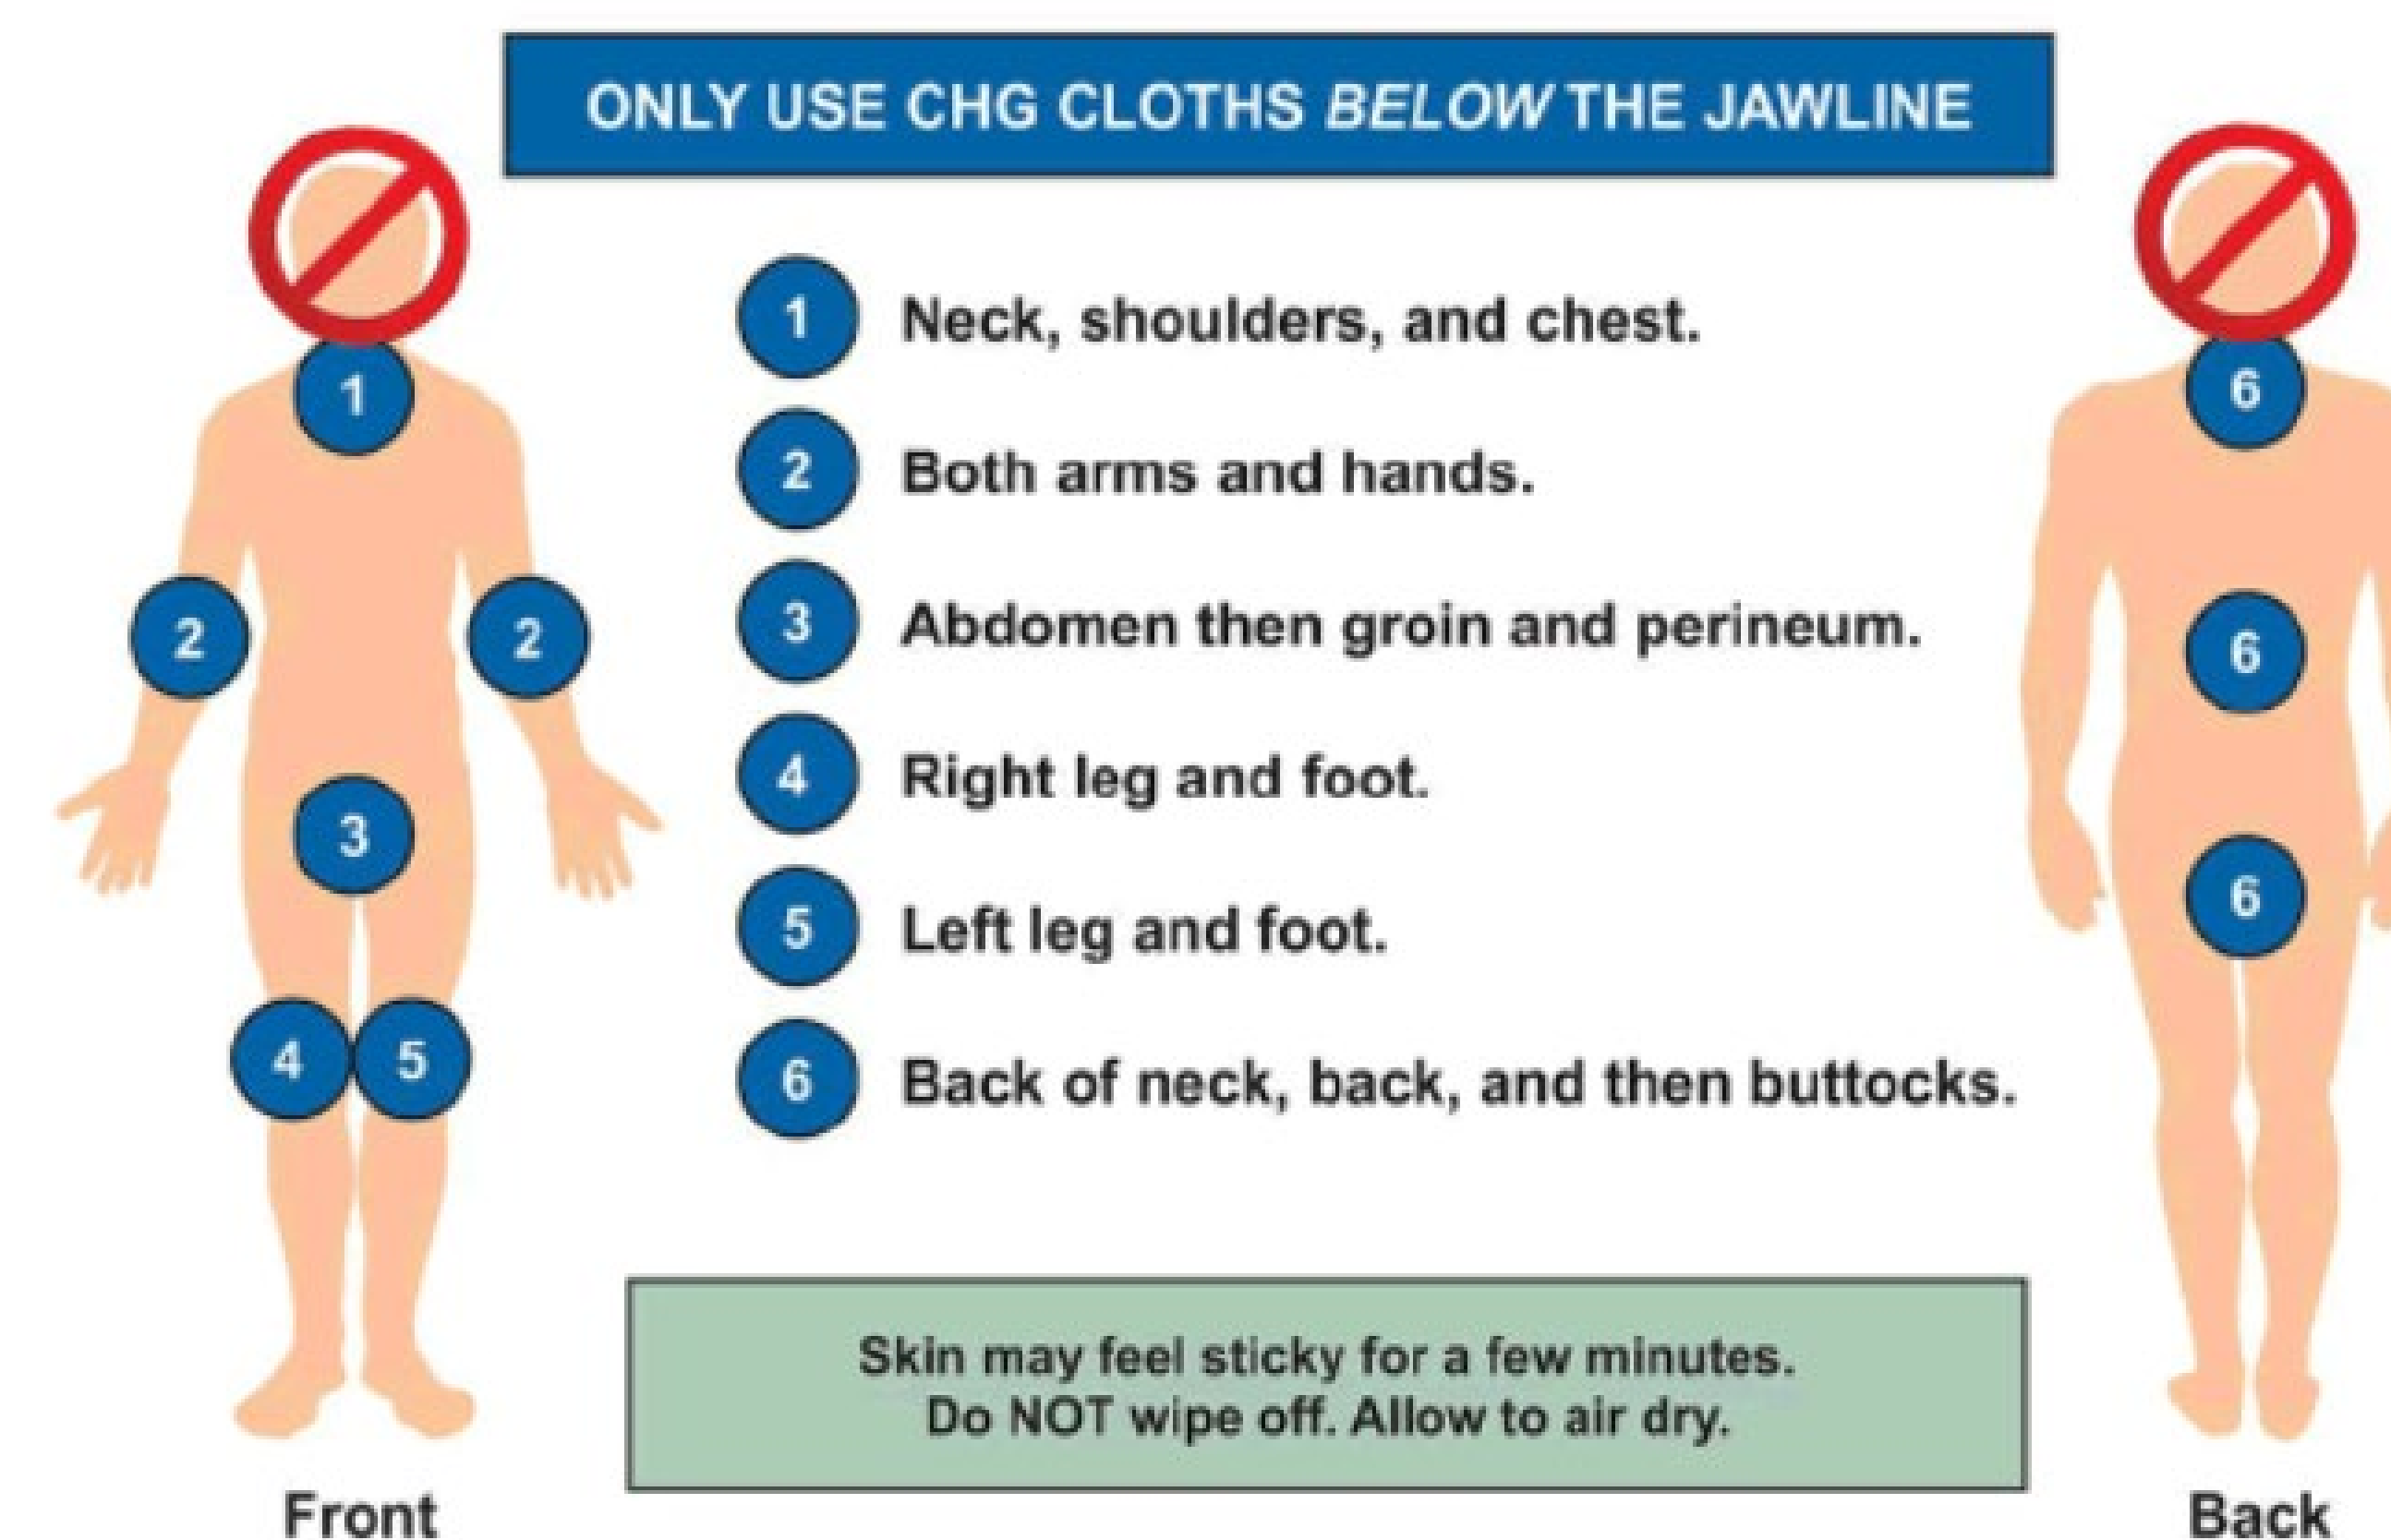 ONLY USE CHG CLOTHS BELOW THE JAWLINE
1 Neck, shoulders, and chest.
2 Both arms and hands.
3 Abdomen then groin and perineum.
4 Right leg and foot.
5 Left leg and foot.
6 Back of neck, back, and then buttocks.
1
2 2
3
4 5
Front
6
6
6
Back
Skin may feel sticky for a few minutes.
Do NOT wipe off. Allow to air dry.